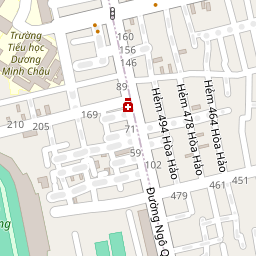 160
Trường
Tiểu học
Dương
Minh Châu
156
146
89
169
210
205
71
59
102
Hẻm 494 Hòa Hảo
Hẻm 478 Hòa Hảo
Hẻm 464 Hòa Hảo
Đường Ngô Q
479
461
451
ng